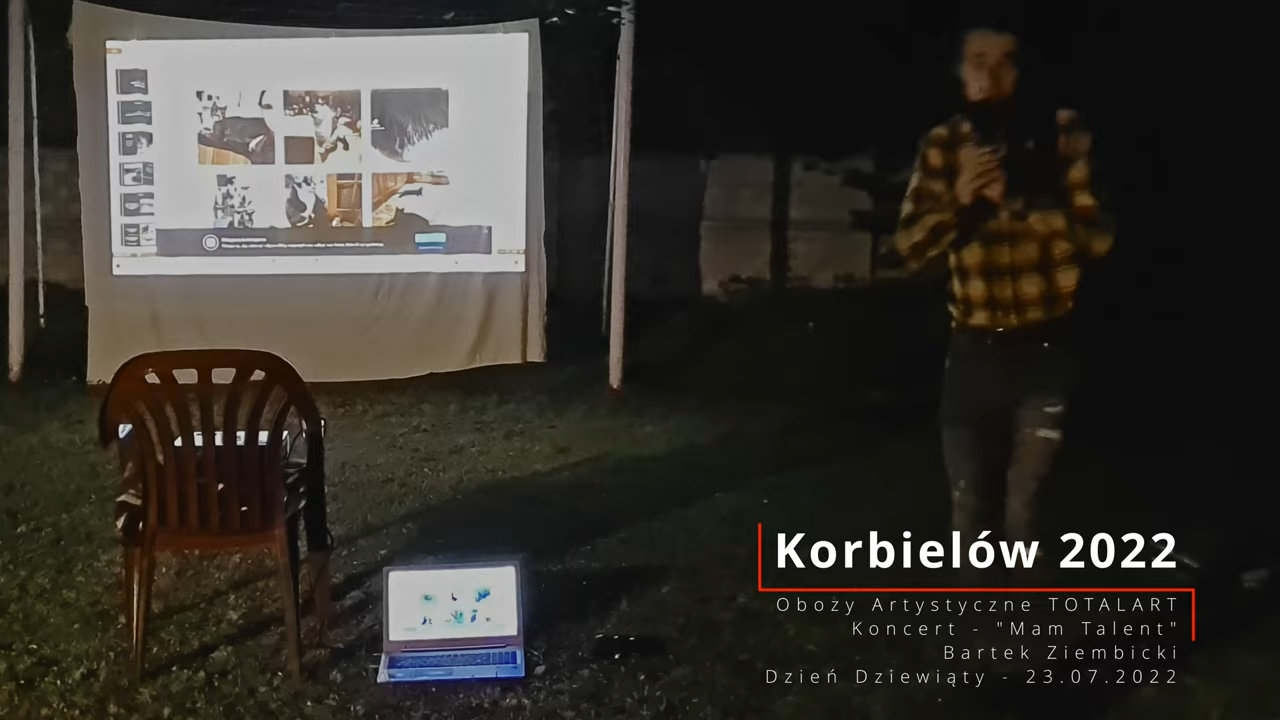 Korbielów 2022
Obozy Artystyczne TOTALART
Koncert - "Mam Talent"
Bartek Ziembicki
Dzień Dziewiąty - 23.07.2022